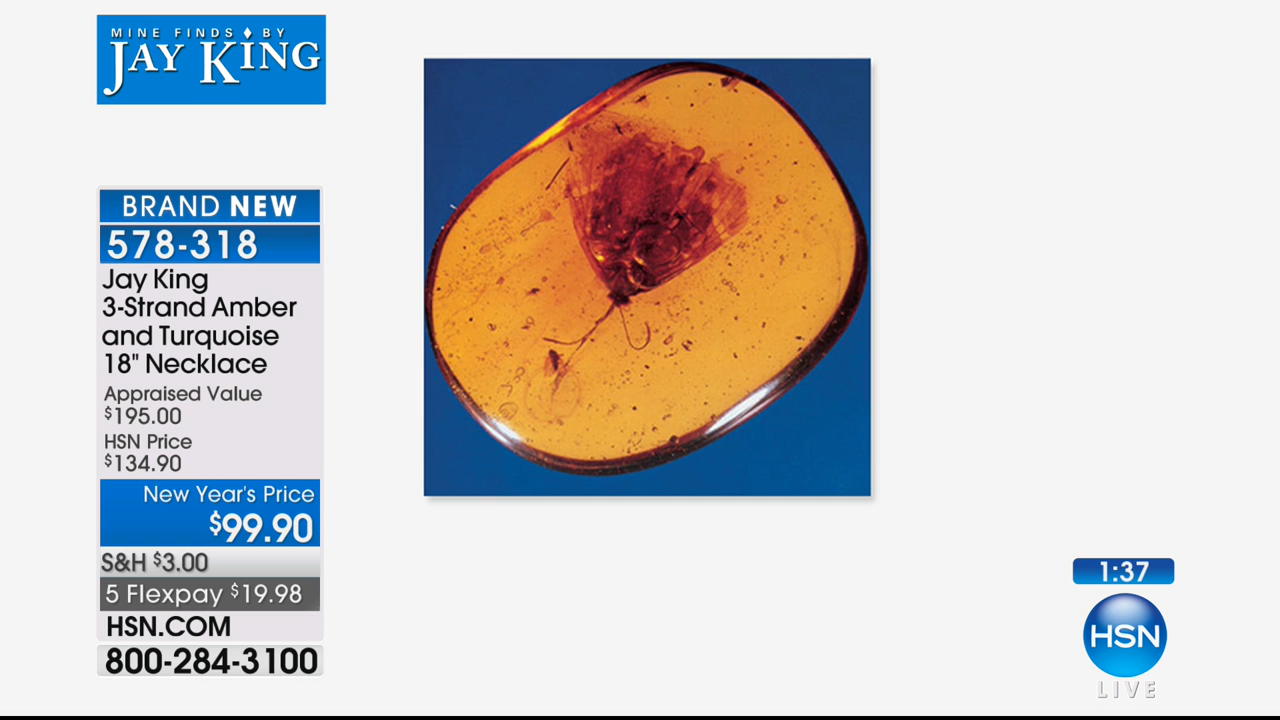 MINE FINDS BY
JAY KING
BRAND NEW
578-318
Jay King
3-Strand Amber
and Turquoise
18" Necklace
Appraised Value
$195.00
HSN Price
$134.90
New Year's Price
$99.90
S&H $3.00
5 Flexpay $19.98
HSN.COM
800-284-3100
1:37
HSN
LIVE